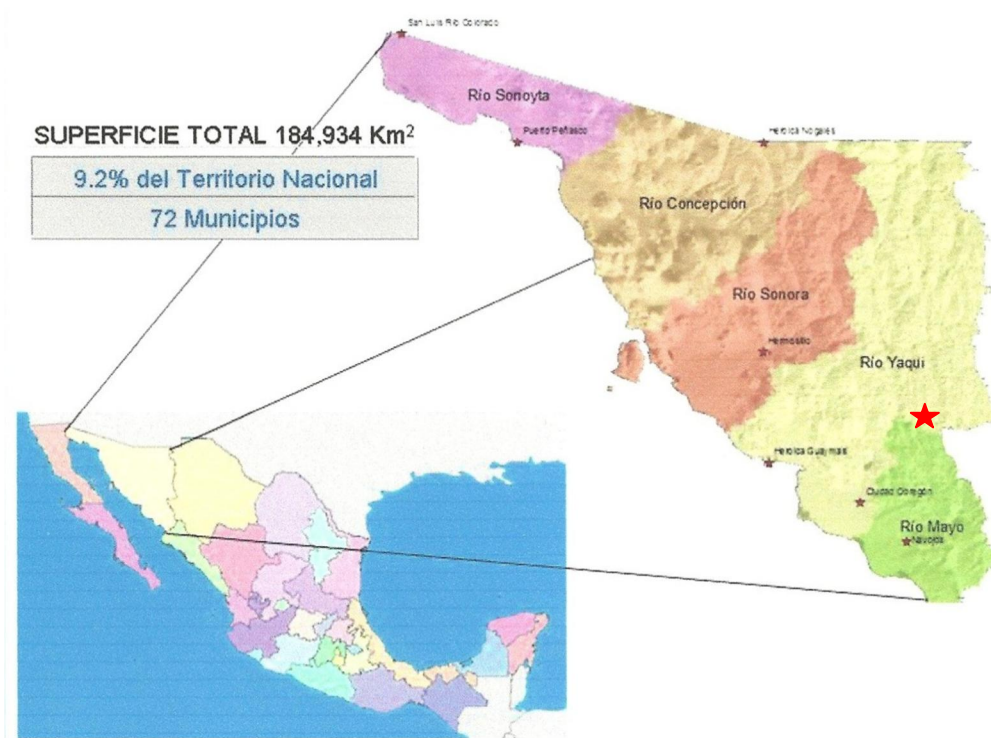 San Luis Río Colorado
Río Sonoyta
SUPERFICIE TOTAL 184,934 Km²
Puerto Peñasco
Heroica Nogales
9.2% del Territorio Nacional
Río Concepción
72 Municipios
Río Sonora
Hermosillo
Río Yaqui
Heroica Guaymas
Ciudad Obregón
Río Mayo
Navojoa